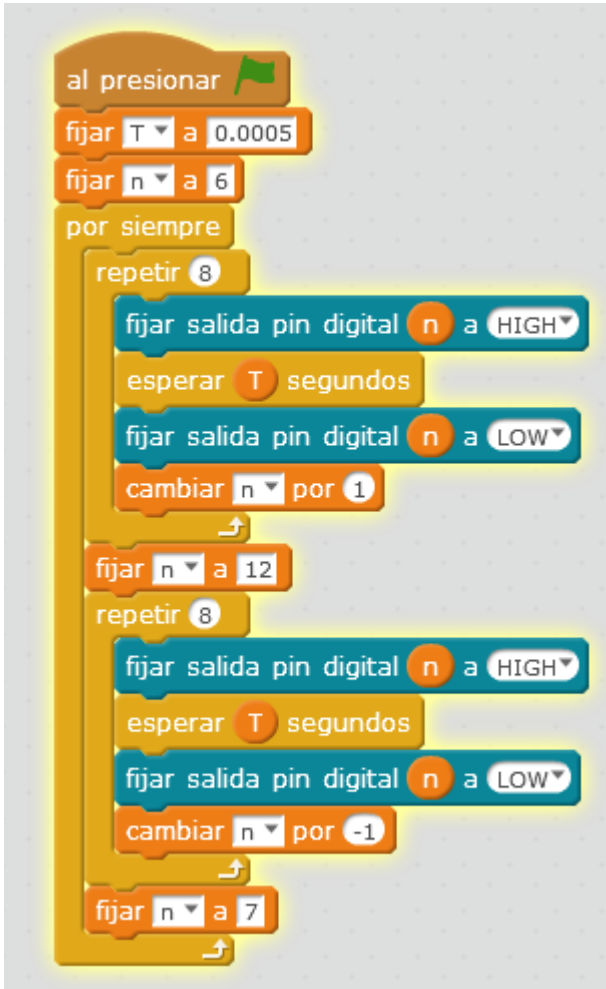 al presionar
fijar T a 0.0005
fijar n a 6
por siempre
repetir 8
fijar salida pin digital n a HIGH
esperar T segundos
fijar salida pin digital n a LOW
cambiar n por 1
fijar n a 12
repetir 8
fijar salida pin digital n a HIGH
esperar T segundos
fijar salida pin digital n a LOW
cambiar n por -1
fijar n a 7